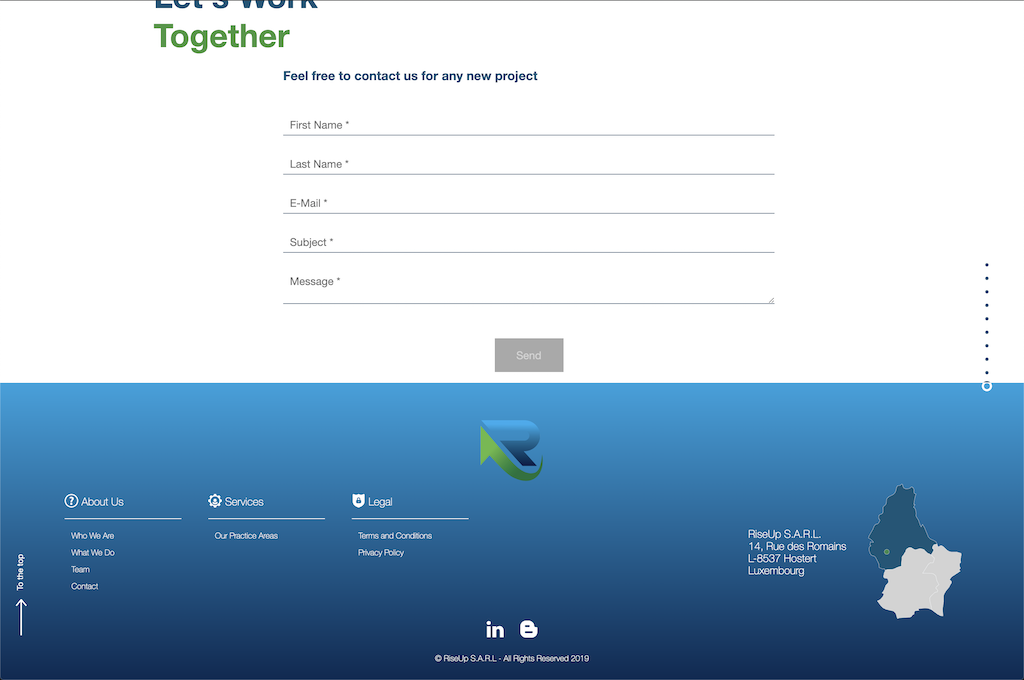 Let's Work
Together
Feel free to contact us for any new project
First Name *
Last Name *
E-Mail *
Subject *
Message *
Send
About Us
Who We Are
What We Do
Team
Contact
Services
Our Practice Areas
Legal
Terms and Conditions
Privacy Policy
RiseUp S.A.R.L.
14, Rue des Romains
L-8537 Hostert
Luxembourg
To the top
© RiseUp S.A.R.L - All Rights Reserved 2019